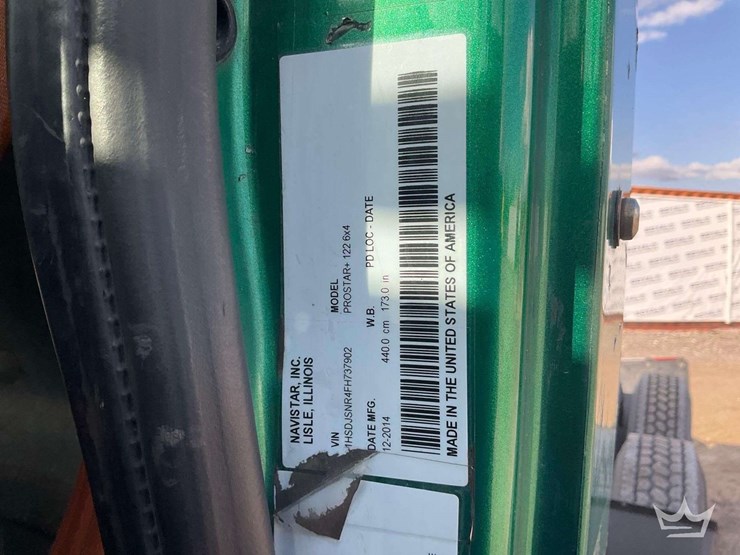 NAVISTAR, INC.
LISLE, ILLINOIS
VIN MODEL
1HSDJSNR4FH737902 PROSTAR+ 122 6x4
DATE MFG. W.B. PD LOC - DATE
12-2014 440.0 cm 173.0 in
MADE IN THE UNITED STATES OF AMERICA